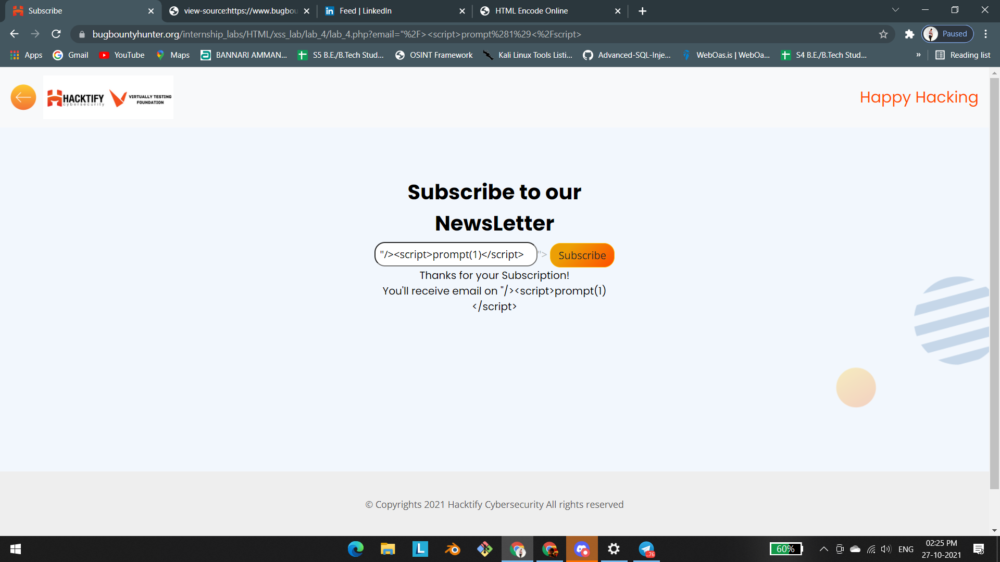 Subscribe
view-source:https://www.bugbou
Feed | LinkedIn
HTML Encode Online
bugbountyhunter.org/internship_labs/HTML/xss_lab/lab_4/lab_4.php?email="%2F><script>prompt%281%29<%2Fscript>
Paused
Apps
Gmail
YouTube
Maps
BANNARI AMMAN...
S5 B.E./B.Tech Stud...
OSINT Framework
Kali Linux Tools Listi...
Advanced-SQL-Inje...
WebOas.is | WebOa...
S4 B.E./B.Tech Stud...
»
Reading list
HACKTIFY
cybersecurity
VIRTUALLY TESTING
FOUNDATION
Happy Hacking
Subscribe to our
NewsLetter
"/><script>prompt(1)</script>
">
Subscribe
Thanks for your Subscription!
You'll receive email on "/><script>prompt(1)
</script>
© Copyrights 2021 Hacktify Cybersecurity All rights reserved
L
..76
60%
ENG
02:25 PM
27-10-2021